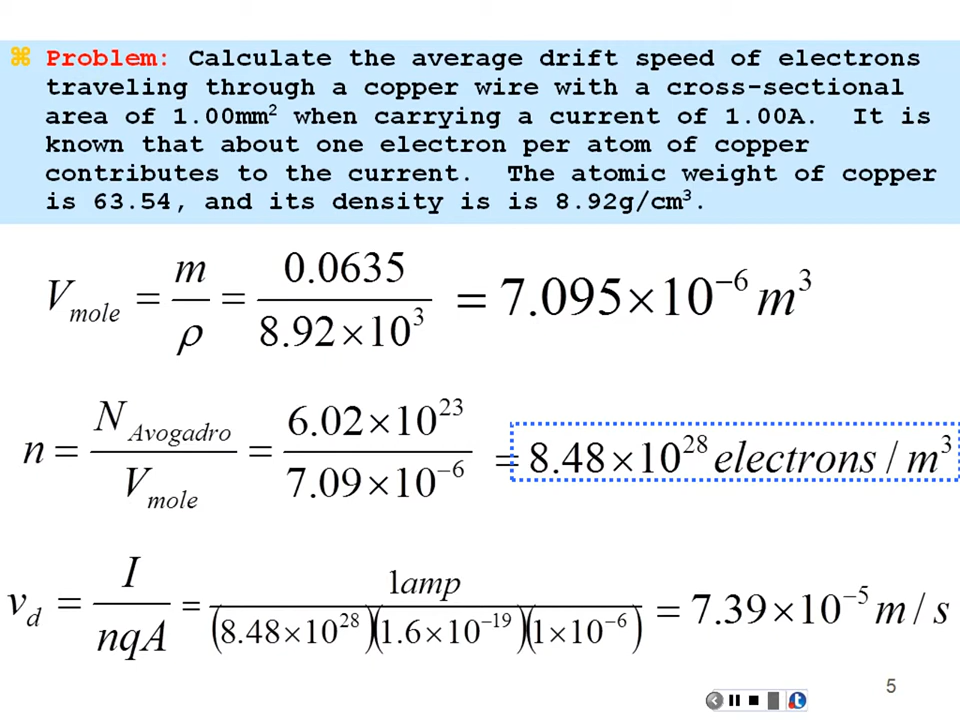 ⌘ Problem: Calculate the average drift speed of electrons
traveling through a copper wire with a cross-sectional
area of 1.00mm² when carrying a current of 1.00A. It is
known that about one electron per atom of copper
contributes to the current. The atomic weight of copper
is 63.54, and its density is is 8.92g/cm³.
V_mole = m/ρ = 0.0635/(8.92×10³) = 7.095×10⁻⁶ m³
n = N_Avogadro/V_mole = (6.02×10²³)/(7.09×10⁻⁶) = 8.48×10²⁸ electrons / m³
v_d = I/(nqA) = 1amp/((8.48×10²⁸)(1.6×10⁻¹⁹)(1×10⁻⁶)) = 7.39×10⁻⁵ m / s
5